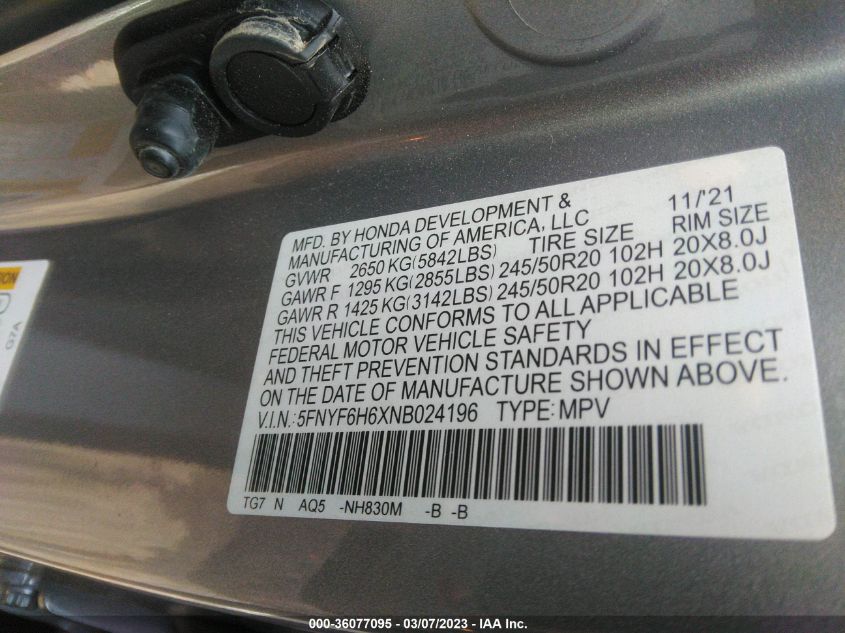 MFD. BY HONDA DEVELOPMENT & 11/'21
MANUFACTURING OF AMERICA, LLC
GVWR 2650 KG(5842LBS) TIRE SIZE RIM SIZE
GAWR F 1295 KG(2855LBS) 245/50R20 102H 20X8.0J
GAWR R 1425 KG(3142LBS) 245/50R20 102H 20X8.0J
THIS VEHICLE CONFORMS TO ALL APPLICABLE
FEDERAL MOTOR VEHICLE SAFETY
AND THEFT PREVENTION STANDARDS IN EFFECT
ON THE DATE OF MANUFACTURE SHOWN ABOVE.
V.I.N.:5FNYF6H6XNB024196 TYPE:MPV
TG7 N AQ5 -NH830M -B -B
G7A
000-36077095 - 03/07/2023 - IAA Inc.